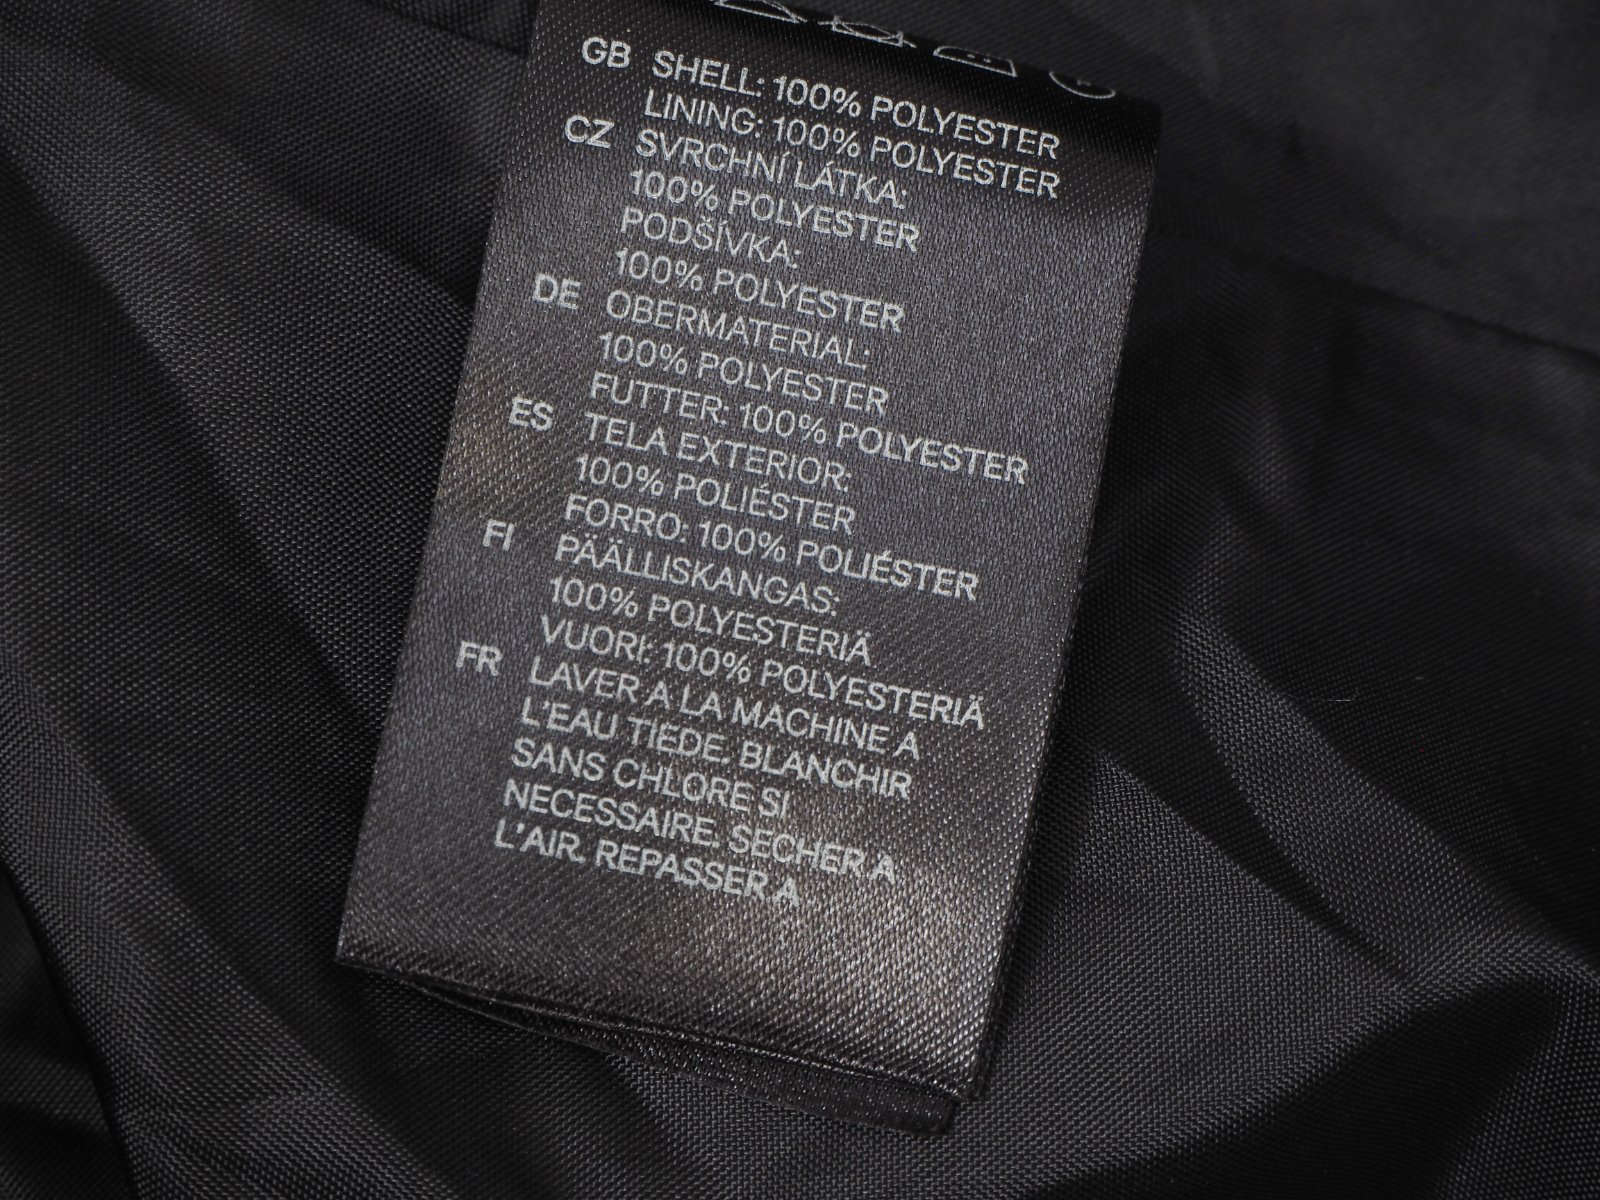 GB SHELL: 100% POLYESTER
LINING: 100% POLYESTER
CZ SVRCHNÍ LÁTKA:
100% POLYESTER
PODŠÍVKA:
100% POLYESTER
DE OBERMATERIAL:
100% POLYESTER
FUTTER: 100% POLYESTER
ES TELA EXTERIOR:
100% POLIÉSTER
FORRO: 100% POLIÉSTER
FI PÄÄLLISKANGAS:
100% POLYESTERIÄ
VUORI: 100% POLYESTERIÄ
FR LAVER A LA MACHINE A
L'EAU TIEDE. BLANCHIR
SANS CHLORE SI
NECESSAIRE. SECHER A
L'AIR. REPASSER A